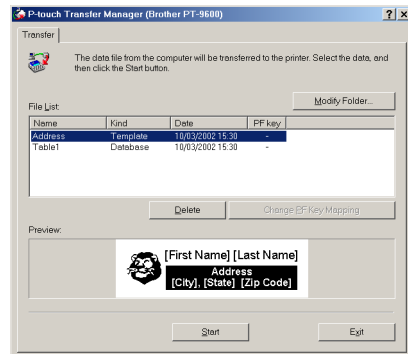 P-touch Transfer Manager (Brother PT-9600)
Transfer
The data file from the computer will be transferred to the printer. Select the data, and
then click the Start button.
Modify Folder...
File List:
Name Kind Date PF key
Address Template 10/03/2002 15:30 -
Table1 Database 10/03/2002 15:30 -
Delete Change PF Key Mapping
Preview:
[First Name] [Last Name]
Address
[City], [State] [Zip Code]
Start Exit